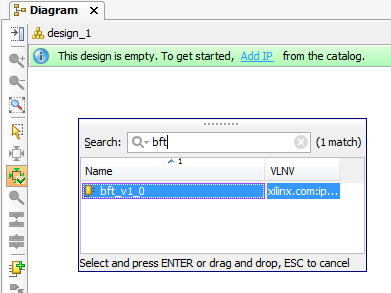 Diagram
design_1
This design is empty. To get started, Add IP from the catalog.
Search: bft (1 match)
Name 1 VLNV
bft_v1_0 xilinx.com:ip...
Select and press ENTER or drag and drop, ESC to cancel